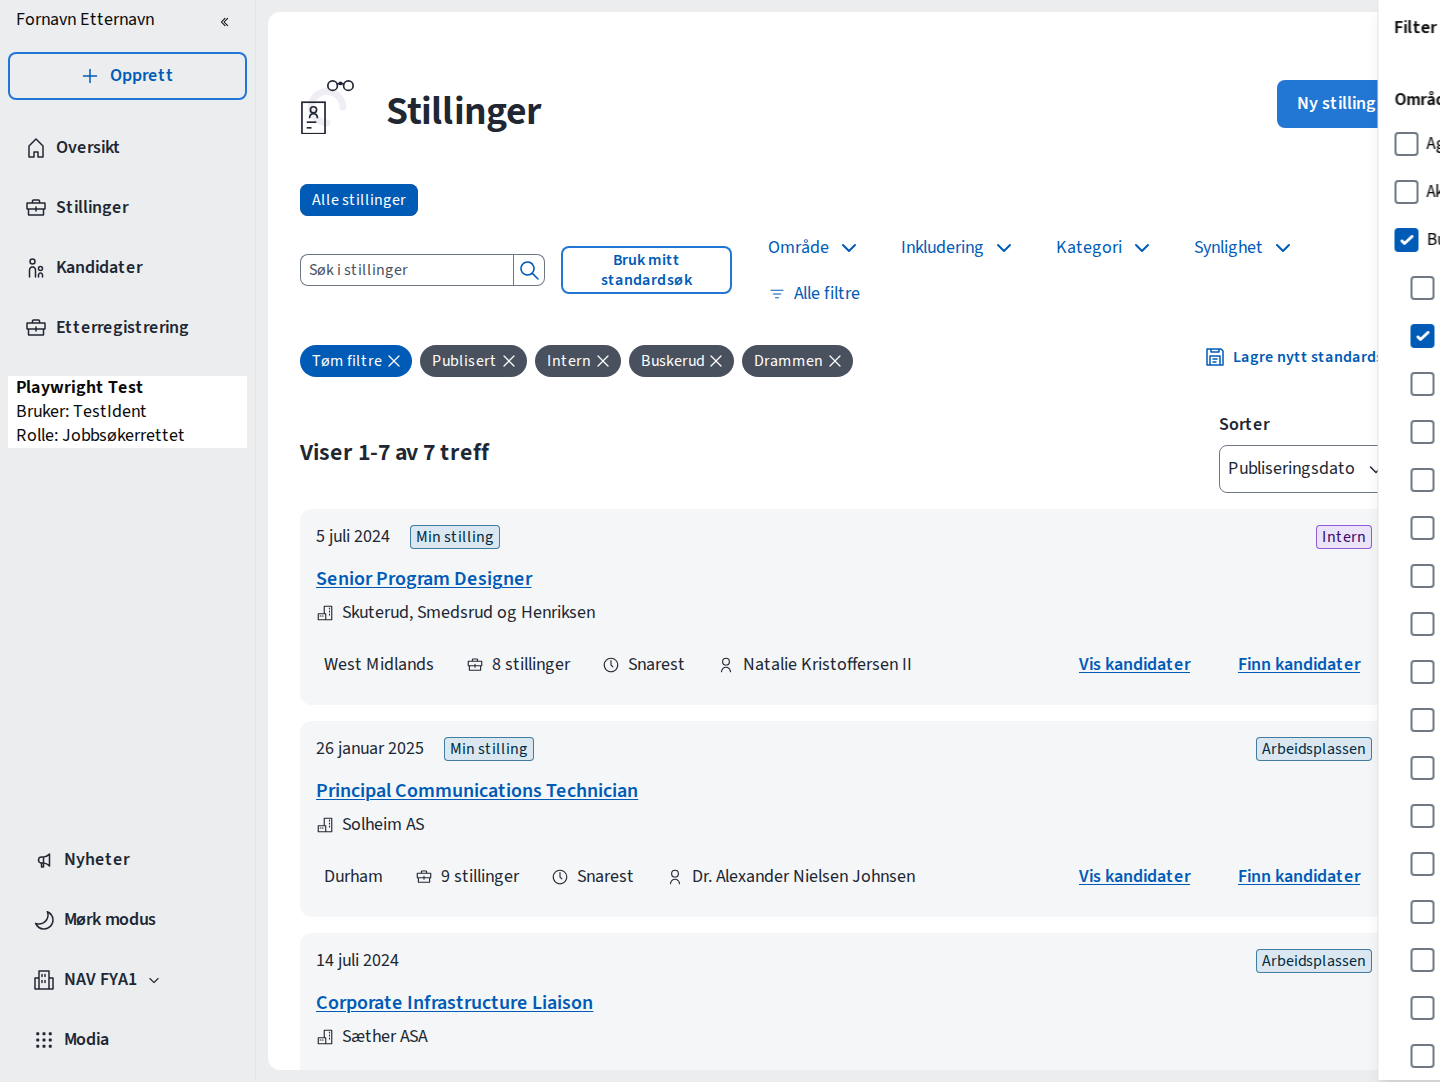 Fornavn Etternavn
Opprett
Oversikt
Stillinger
Kandidater
Etterregistrering
Playwright Test
Bruker: TestIdent
Rolle: Jobbsøkerrettet
Nyheter
Mørk modus
NAV FYA1
Modia
Stillinger
Ny stilling
Alle stillinger
Søk i stillinger
Bruk mitt
standardsøk
Område
Inkludering
Kategori
Synlighet
Alle filtre
Tøm filtre
Publisert
Intern
Buskerud
Drammen
Lagre nytt standards
Viser 1-7 av 7 treff
Sorter
Publiseringsdato
5 juli 2024
Min stilling
Intern
Senior Program Designer
Skuterud, Smedsrud og Henriksen
West Midlands
8 stillinger
Snarest
Natalie Kristoffersen II
Vis kandidater
Finn kandidater
26 januar 2025
Min stilling
Arbeidsplassen
Principal Communications Technician
Solheim AS
Durham
9 stillinger
Snarest
Dr. Alexander Nielsen Johnsen
Vis kandidater
Finn kandidater
14 juli 2024
Arbeidsplassen
Corporate Infrastructure Liaison
Sæther ASA
Filter